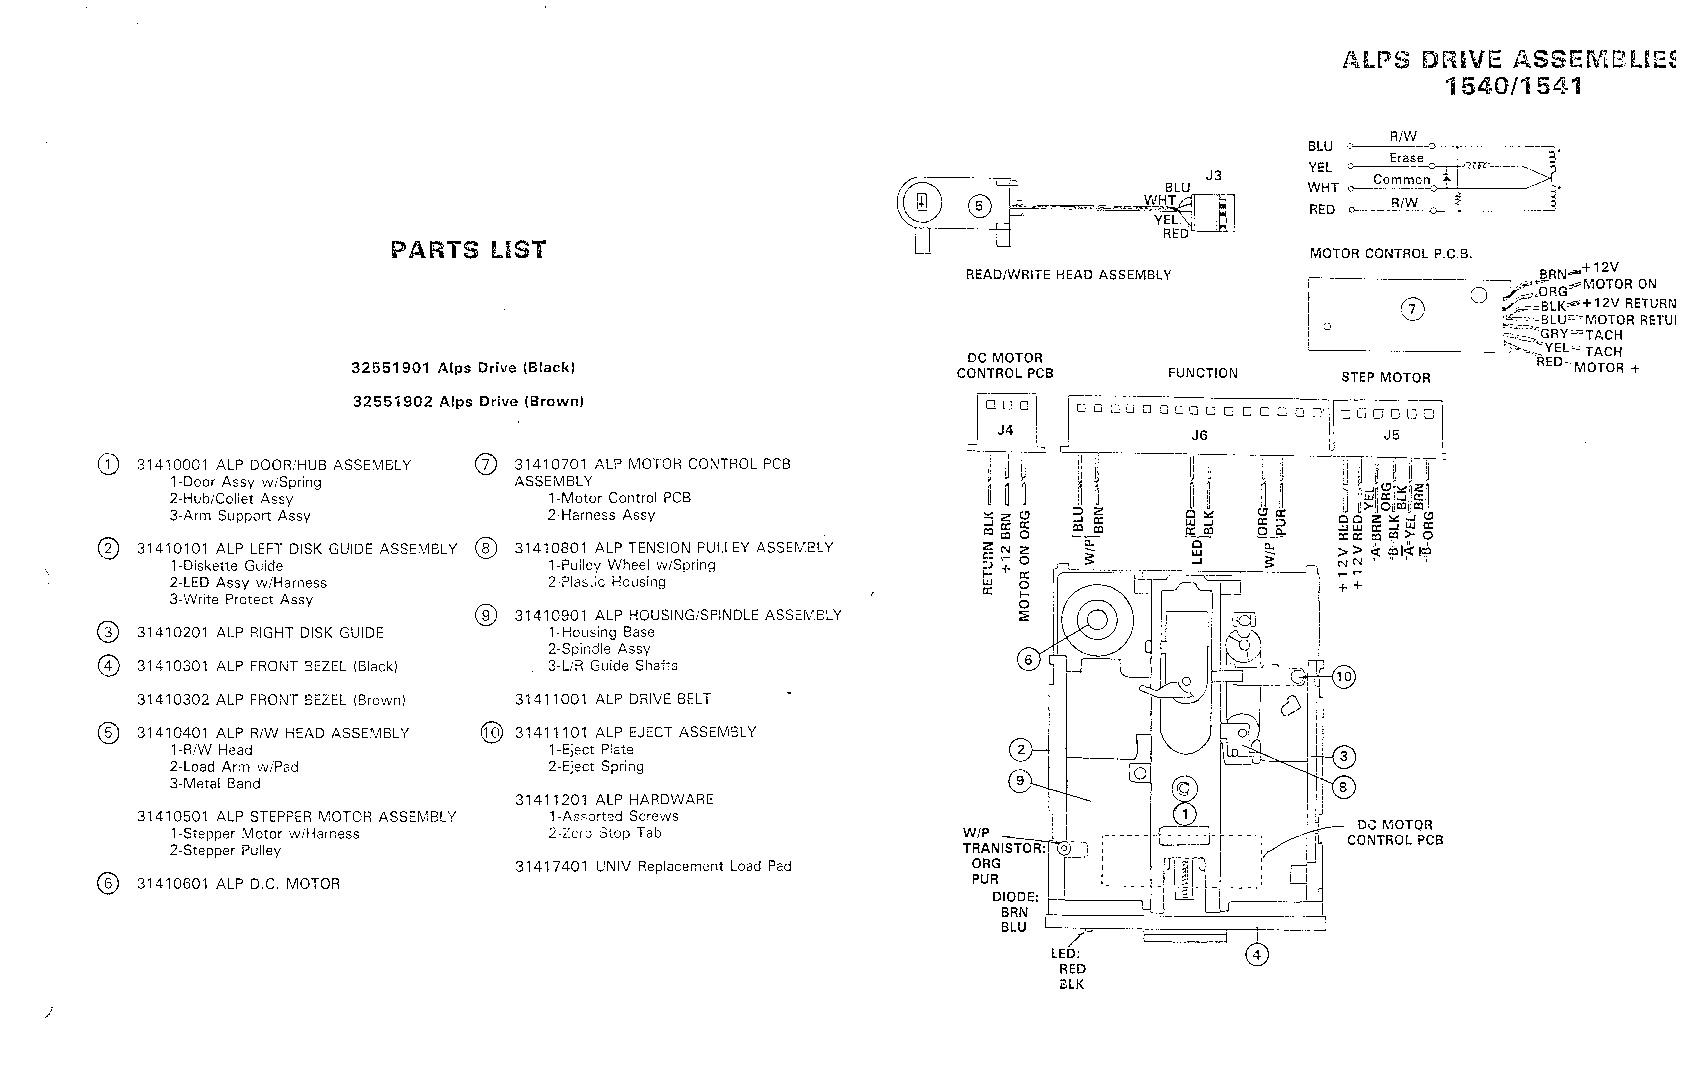 ALPS DRIVE ASSEMBLIES
1540/1541
PARTS LIST
32551901 Alps Drive (Black)
32551902 Alps Drive (Brown)
① 31410001 ALP DOOR/HUB ASSEMBLY
1-Door Assy w/Spring
2-Hub/Collet Assy
3-Arm Support Assy
② 31410101 ALP LEFT DISK GUIDE ASSEMBLY
1-Diskette Guide
2-LED Assy w/Harness
3-Write Protect Assy
③ 31410201 ALP RIGHT DISK GUIDE
④ 31410301 ALP FRONT BEZEL (Black)
31410302 ALP FRONT BEZEL (Brown)
⑤ 31410401 ALP R/W HEAD ASSEMBLY
1-R/W Head
2-Load Arm w/Pad
3-Metal Band
31410501 ALP STEPPER MOTOR ASSEMBLY
1-Stepper Motor w/Harness
2-Stepper Pulley
⑥ 31410601 ALP D.C. MOTOR
⑦ 31410701 ALP MOTOR CONTROL PCB
ASSEMBLY
1-Motor Control PCB
2-Harness Assy
⑧ 31410801 ALP TENSION PULLEY ASSEMBLY
1-Pulley Wheel w/Spring
2-Plastic Housing
⑨ 31410901 ALP HOUSING/SPINDLE ASSEMBLY
1-Housing Base
2-Spindle Assy
3-L/R Guide Shafts
31411001 ALP DRIVE BELT
⑩ 31411101 ALP EJECT ASSEMBLY
1-Eject Plate
2-Eject Spring
31411201 ALP HARDWARE
1-Assorted Screws
2-Zero Stop Tab
31417401 UNIV Replacement Load Pad
5
J3
BLU
WHT
YEL
RED
READ/WRITE HEAD ASSEMBLY
BLU R/W
YEL Erase
WHT Common
RED R/W
MOTOR CONTROL P.C.B.
7
BRN +12V
ORG MOTOR ON
BLK +12V RETURN
BLU MOTOR RETU
GRY TACH
YEL TACH
RED MOTOR +
DC MOTOR
CONTROL PCB
FUNCTION
STEP MOTOR
J4
J6
J5
RETURN BLK
+12 BRN
MOTOR ON ORG
BLU
BRN
W/P
RED
BLK
LED
ORG
PUR
W/P
+12V RED
+12V RED
A-BRN YEL
B-BLK ORG
A-YEL BLK
B-ORG BRN
6
10
2
3
9
8
1
W/P
TRANISTOR:
ORG
PUR
DIODE:
BRN
BLU
DC MOTOR
CONTROL PCB
LED:
RED
BLK
4